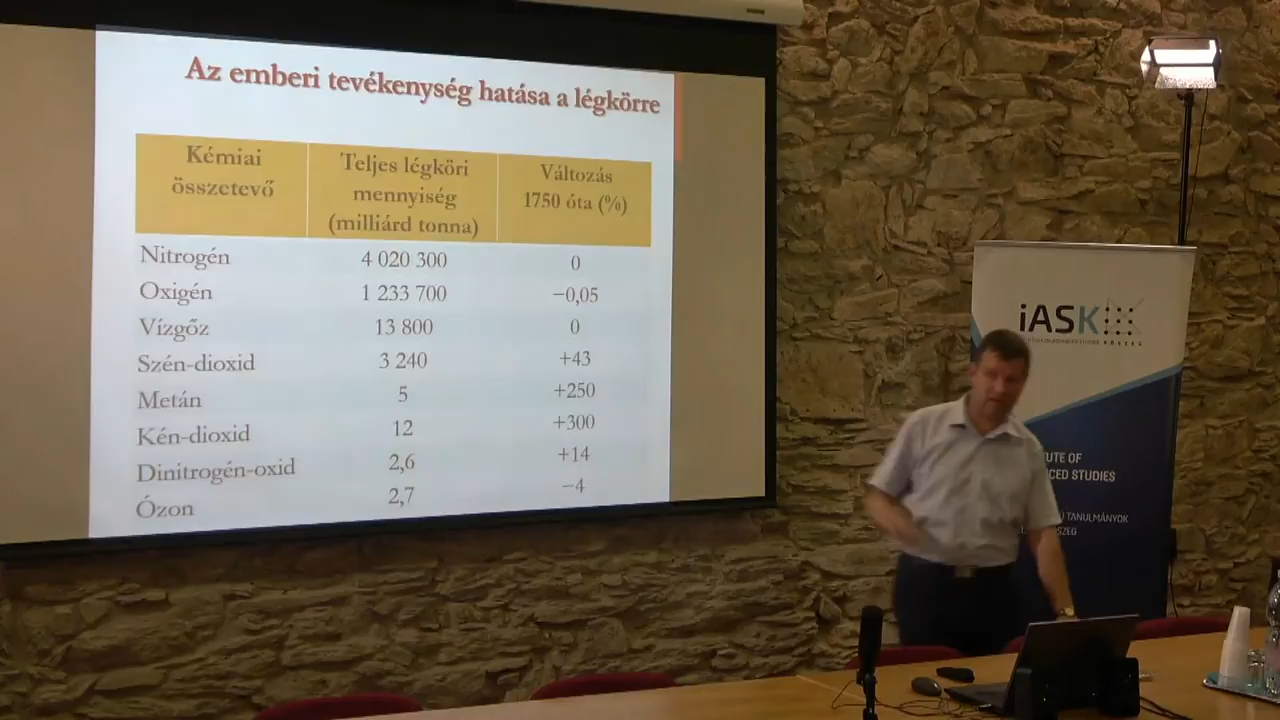 Az emberi tevékenység hatása a légkörre
Kémiai
összetevő
Teljes légköri
mennyiség
(milliárd tonna)
Változás
1750 óta (%)
Nitrogén 4 020 300 0
Oxigén 1 233 700 −0,05
Vízgőz 13 800 0
Szén-dioxid 3 240 +43
Metán 5 +250
Kén-dioxid 12 +300
Dinitrogén-oxid 2,6 +14
Ózon 2,7 −4
iASK
KŐSZEG
UTE OF
CED STUDIES
TANULMÁNYOK
SZEG